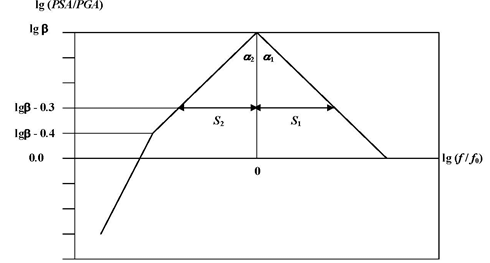 lg (PSA/PGA)
lg β
α₂ α₁
lgβ - 0.3
S₂ S₁
lgβ - 0.4
0.0
lg (f / f₀)
0